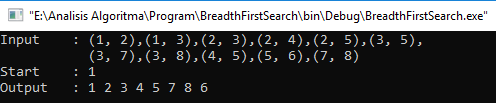 "E:\Analisis Algoritma\Program\BreadthFirstSearch\bin\Debug\BreadthFirstSearch.exe"
Input : (1, 2),(1, 3),(2, 3),(2, 4),(2, 5),(3, 5),
(3, 7),(3, 8),(4, 5),(5, 6),(7, 8)
Start : 1
Output : 1 2 3 4 5 7 8 6